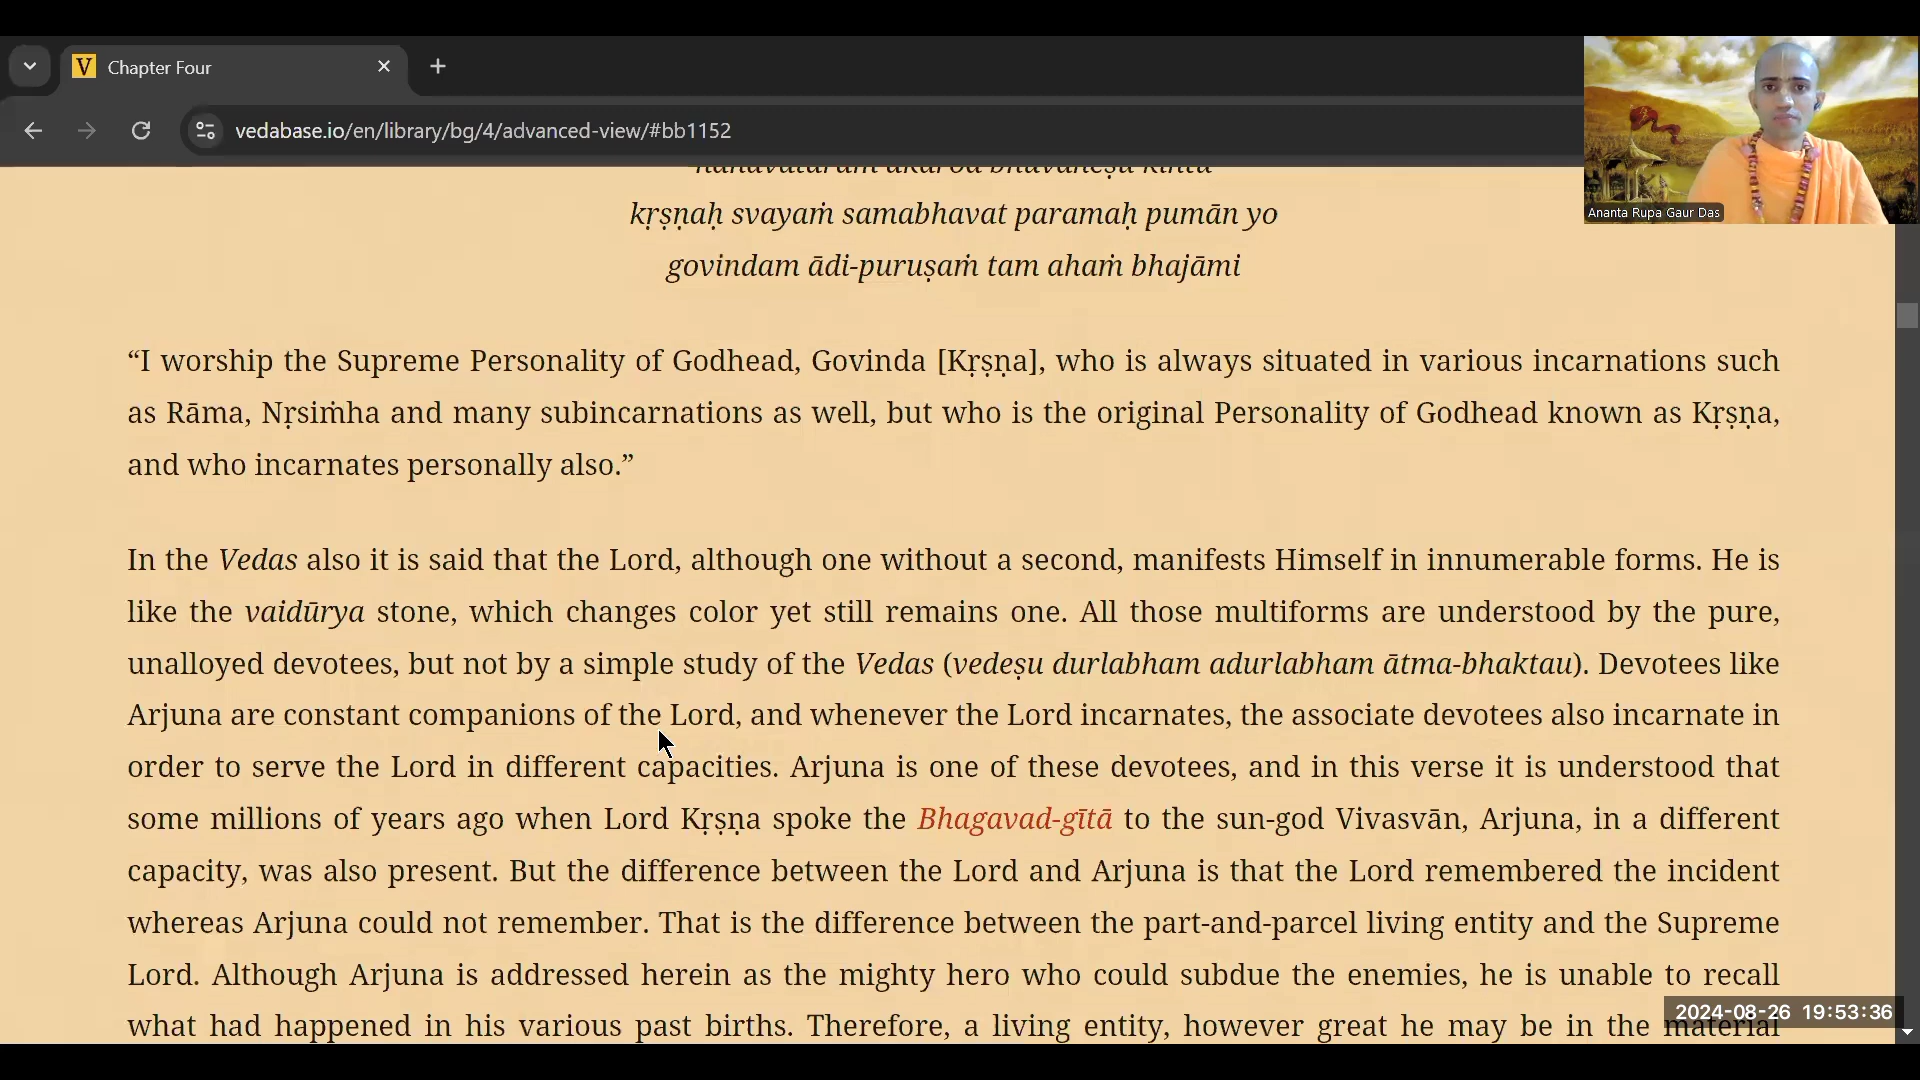 V Chapter Four
vedabase.io/en/library/bg/4/advanced-view/#bb1152
Ananta Rupa Gaur Das
nānāvatāram akarod bhuvaneṣu kintu
kṛṣṇaḥ svayaṁ samabhavat paramaḥ pumān yo
govindam ādi-puruṣaṁ tam ahaṁ bhajāmi
“I worship the Supreme Personality of Godhead, Govinda [Kṛṣṇa], who is always situated in various incarnations such
as Rāma, Nṛsiṁha and many subincarnations as well, but who is the original Personality of Godhead known as Kṛṣṇa,
and who incarnates personally also.”
In the Vedas also it is said that the Lord, although one without a second, manifests Himself in innumerable forms. He is
like the vaidūrya stone, which changes color yet still remains one. All those multiforms are understood by the pure,
unalloyed devotees, but not by a simple study of the Vedas (vedeṣu durlabham adurlabham ātma-bhaktau). Devotees like
Arjuna are constant companions of the Lord, and whenever the Lord incarnates, the associate devotees also incarnate in
order to serve the Lord in different capacities. Arjuna is one of these devotees, and in this verse it is understood that
some millions of years ago when Lord Kṛṣṇa spoke the Bhagavad-gītā to the sun-god Vivasvān, Arjuna, in a different
capacity, was also present. But the difference between the Lord and Arjuna is that the Lord remembered the incident
whereas Arjuna could not remember. That is the difference between the part-and-parcel living entity and the Supreme
Lord. Although Arjuna is addressed herein as the mighty hero who could subdue the enemies, he is unable to recall
what had happened in his various past births. Therefore, a living entity, however great he may be in the material
2024-08-26 19:53:36